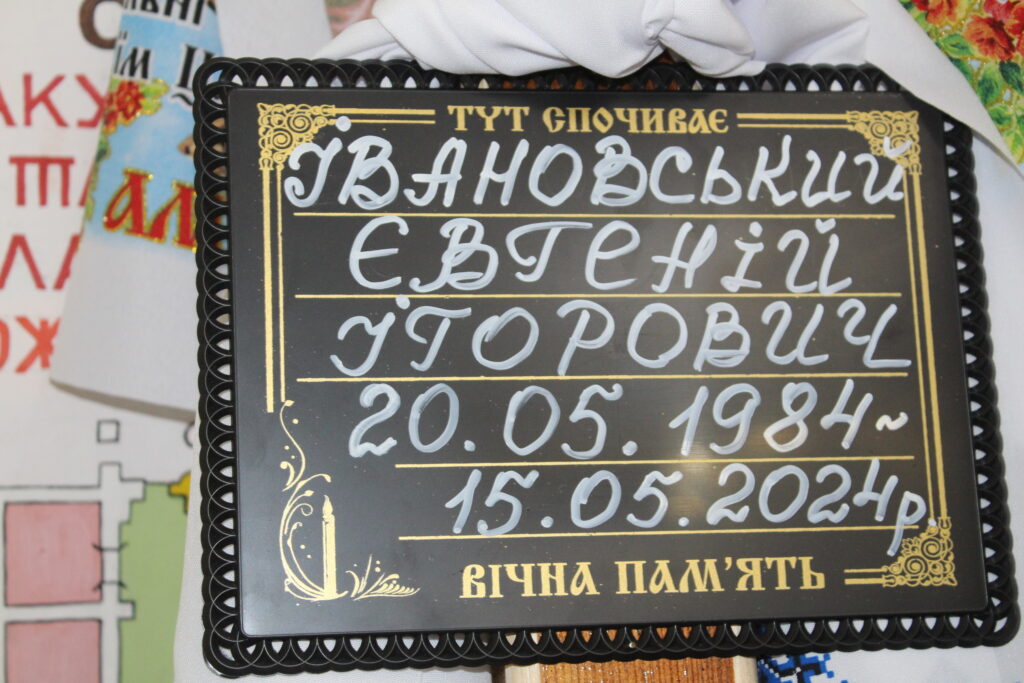 ТУТ СПОЧИВАЄ
ІВАНОВСЬКИЙ
ЄВГЕНІЙ
ІГОРОВИЧ
20.05.1984~
15.05.2024р.
ВІЧНА ПАМ'ЯТЬ